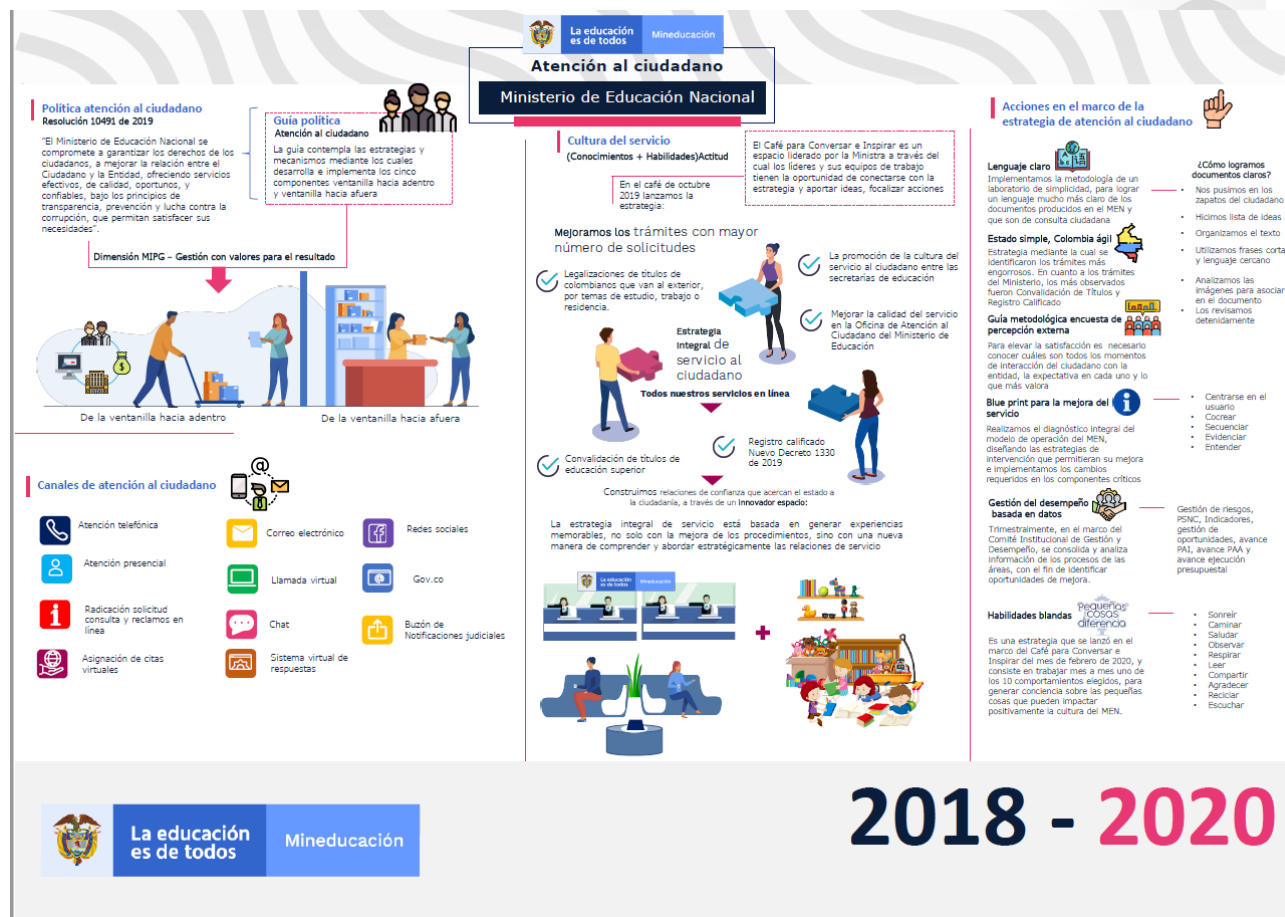 La educación
es de todos
Mineducación
Atención al ciudadano
Ministerio de Educación Nacional
Política atención al ciudadano
Resolución 10491 de 2019
"El Ministerio de Educación Nacional se
compromete a garantizar los derechos de los
ciudadanos, a mejorar la relación entre el
Ciudadano y la Entidad, ofreciendo servicios
efectivos, de calidad, oportunos, y
confiables, bajo los principios de
transparencia, prevención y lucha contra la
corrupción, que permitan satisfacer sus
necesidades".
Guía política
Atención al ciudadano
La guía contempla las estrategias y
mecanismos mediante los cuales
desarrolla e implementa los cinco
componentes ventanilla hacia adentro
y ventanilla hacia afuera
Dimensión MIPG – Gestión con valores para el resultado
De la ventanilla hacia adentro
De la ventanilla hacia afuera
Canales de atención al ciudadano
Atención telefónica
Atención presencial
Radicación solicitud
consulta y reclamos en
línea
Asignación de citas
virtuales
Correo electrónico
Llamada virtual
Chat
Sistema virtual de
respuestas
Redes sociales
Gov.co
Buzón de
Notificaciones judiciales
Cultura del servicio
(Conocimientos + Habilidades)Actitud
En el café de octubre
2019 lanzamos la
estrategia:
El Café para Conversar e Inspirar es un
espacio liderado por la Ministra a través del
cual los líderes y sus equipos de trabajo
tienen la oportunidad de conectarse con la
estrategia y aportar ideas, focalizar acciones
Mejoramos los trámites con mayor
número de solicitudes
Legalizaciones de títulos de
colombianos que van al exterior,
por temas de estudio, trabajo o
residencia.
La promoción de la cultura del
servicio al ciudadano entre las
secretarias de educación
Mejorar la calidad del servicio
en la Oficina de Atención al
Ciudadano del Ministerio de
Educación
Estrategia
Integral de
servicio al
ciudadano
Todos nuestros servicios en línea
Convalidación de títulos de
educación superior
Registro calificado
Nuevo Decreto 1330
de 2019
Construimos relaciones de confianza que acercan el estado a
la ciudadanía, a través de un innovador espacio:
La estrategia integral de servicio está basada en generar experiencias
memorables, no solo con la mejora de los procedimientos, sino con una nueva
manera de comprender y abordar estratégicamente las relaciones de servicio
La educación
es de todos
Mineducación
Acciones en el marco de la
estrategia de atención al ciudadano
Lenguaje claro
Implementamos la metodología de un
laboratorio de simplicidad, para lograr
un lenguaje mucho más claro de los
documentos producidos en el MEN y
que son de consulta ciudadana
¿Cómo logramos
documentos claros?
• Nos pusimos en los
zapatos del ciudadano
• Hicimos lista de ideas
• Organizamos el texto
• Utilizamos frases corta
y lenguaje cercano
• Analizamos las
imágenes para asociar
en el documento
• Los revisamos
detenidamente
Estado simple, Colombia ágil
Estrategia mediante la cual se
identificaron los trámites más
engorrosos. En cuanto a los trámites
del Ministerio, los más observados
fueron Convalidación de Títulos y
Registro Calificado
Guía metodológica encuesta de
percepción externa
Para elevar la satisfacción es necesario
conocer cuáles son todos los momentos
de interacción del ciudadano con la
entidad, la expectativa en cada uno y lo
que más valora
Blue print para la mejora del
servicio
Realizamos el diagnóstico integral del
modelo de operación del MEN,
diseñando las estrategias de
intervención que permitieran su mejora
e implementamos los cambios
requeridos en los componentes críticos
• Centrarse en el
usuario
• Cocrear
• Secuenciar
• Evidenciar
• Entender
Gestión del desempeño
basada en datos
Trimestralmente, en el marco del
Comité Institucional de Gestión y
Desempeño, se consolida y analiza
información de los procesos de las
áreas, con el fin de identificar
oportunidades de mejora.
Gestión de riesgos,
PSNC, Indicadores,
gestión de
oportunidades, avance
PAI, avance PAA y
avance ejecución
presupuestal
Habilidades blandas
Pequeñas
cosas
diferencia
Es una estrategia que se lanzó en el
marco del Café para Conversar e
Inspirar del mes de febrero de 2020, y
consiste en trabajar mes a mes uno de
los 10 comportamientos elegidos, para
generar conciencia sobre las pequeñas
cosas que pueden impactar
positivamente la cultura del MEN.
• Sonreír
• Caminar
• Saludar
• Observar
• Respirar
• Leer
• Compartir
• Agradecer
• Reciclar
• Escuchar
La educación
es de todos
Mineducación
2018 - 2020